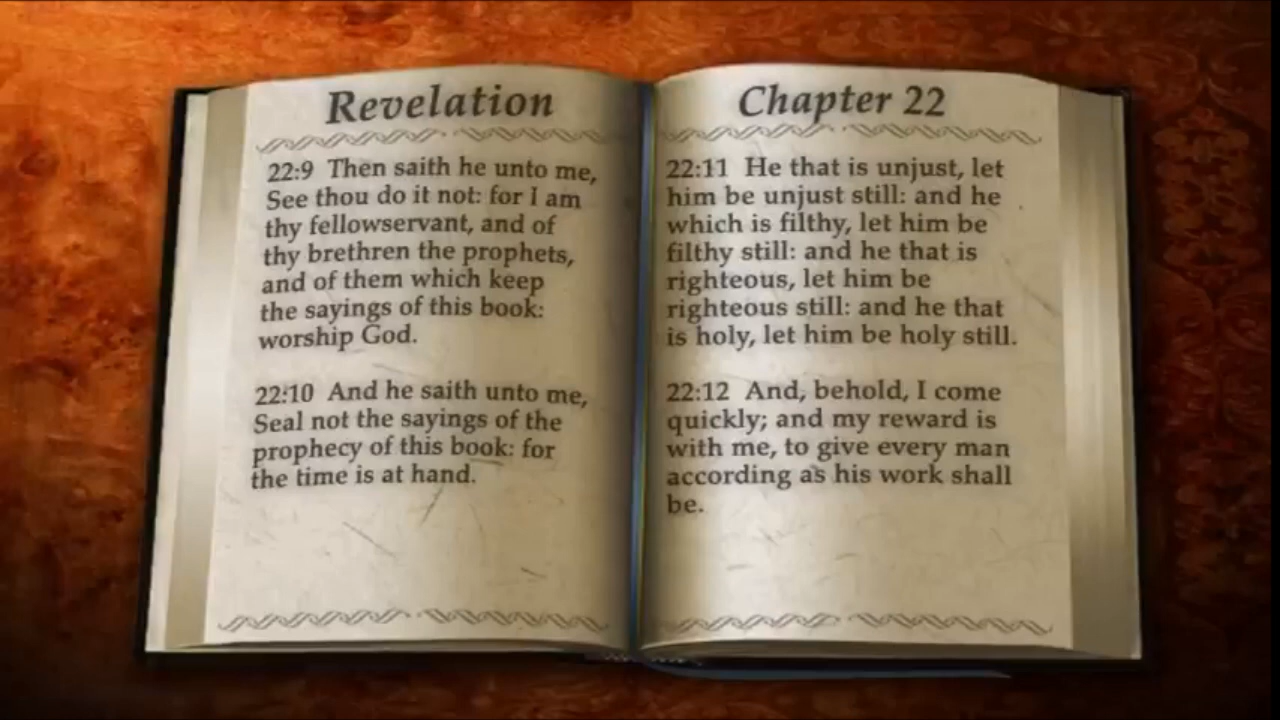 Revelation
22:9 Then saith he unto me,
See thou do it not: for I am
thy fellowservant, and of
thy brethren the prophets,
and of them which keep
the sayings of this book:
worship God.
22:10 And he saith unto me,
Seal not the sayings of the
prophecy of this book: for
the time is at hand.
Chapter 22
22:11 He that is unjust, let
him be unjust still: and he
which is filthy, let him be
filthy still: and he that is
righteous, let him be
righteous still: and he that
is holy, let him be holy still.
22:12 And, behold, I come
quickly; and my reward is
with me, to give every man
according as his work shall
be.